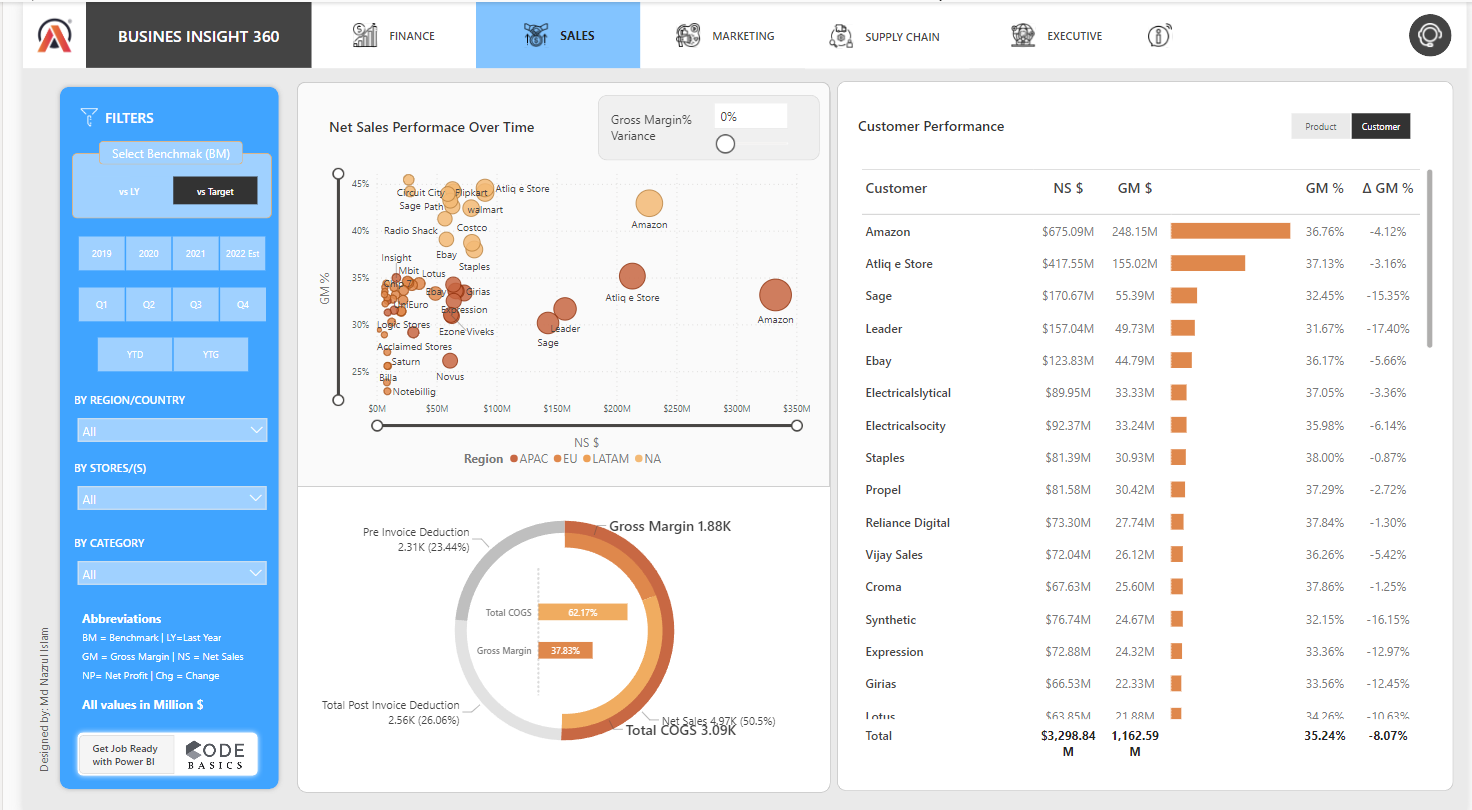 BUSINES INSIGHT 360
FINANCE
SALES
MARKETING
SUPPLY CHAIN
EXECUTIVE
FILTERS
Select Benchmak (BM)
vs LY
vs Target
2019
2020
2021
2022 Est
Q1
Q2
Q3
Q4
YTD
YTG
BY REGION/COUNTRY
All
BY STORES/(S)
All
BY CATEGORY
All
Abbreviations
BM = Benchmark | LY=Last Year
GM = Gross Margin | NS = Net Sales
NP= Net Profit | Chg = Change
All values in Million $
Get Job Ready
with Power BI
CODE
BASICS
Designed by: Md Nazrul Islam
Net Sales Performace Over Time
Gross Margin%
Variance
0%
GM %
45%
40%
35%
30%
25%
Circuit City
Flipkart
Atliq e Store
Sage
Path
walmart
Amazon
Radio Shack
Costco
Ebay
Staples
Insight
Mbit
Lotus
Ebay
Girias
Atliq e Store
Euro
Expression
Amazon
Logic Stores
Ezone
Viveks
Leader
Sage
Acclaimed Stores
Saturn
Novus
Billa
Notebillig
$0M
$50M
$100M
$150M
$200M
$250M
$300M
$350M
NS $
Region APAC EU LATAM NA
Pre Invoice Deduction
2.31K (23.44%)
Gross Margin 1.88K
Total COGS
62.17%
Gross Margin
37.83%
Total Post Invoice Deduction
2.56K (26.06%)
Net Sales 4.97K (50.5%)
Total COGS 3.09K
Customer Performance
Product
Customer
Customer NS $ GM $ GM % Δ GM %
Amazon $675.09M 248.15M 36.76% -4.12%
Atliq e Store $417.55M 155.02M 37.13% -3.16%
Sage $170.67M 55.39M 32.45% -15.35%
Leader $157.04M 49.73M 31.67% -17.40%
Ebay $123.83M 44.79M 36.17% -5.66%
Electricalslytical $89.95M 33.33M 37.05% -3.36%
Electricalsocity $92.37M 33.24M 35.98% -6.14%
Staples $81.39M 30.93M 38.00% -0.87%
Propel $81.58M 30.42M 37.29% -2.72%
Reliance Digital $73.30M 27.74M 37.84% -1.30%
Vijay Sales $72.04M 26.12M 36.26% -5.42%
Croma $67.63M 25.60M 37.86% -1.25%
Synthetic $76.74M 24.67M 32.15% -16.15%
Expression $72.88M 24.32M 33.36% -12.97%
Girias $66.53M 22.33M 33.56% -12.45%
Lotus $63.85M 21.88M 34.26% -10.63%
Total $3,298.84 1,162.59 35.24% -8.07%
M M